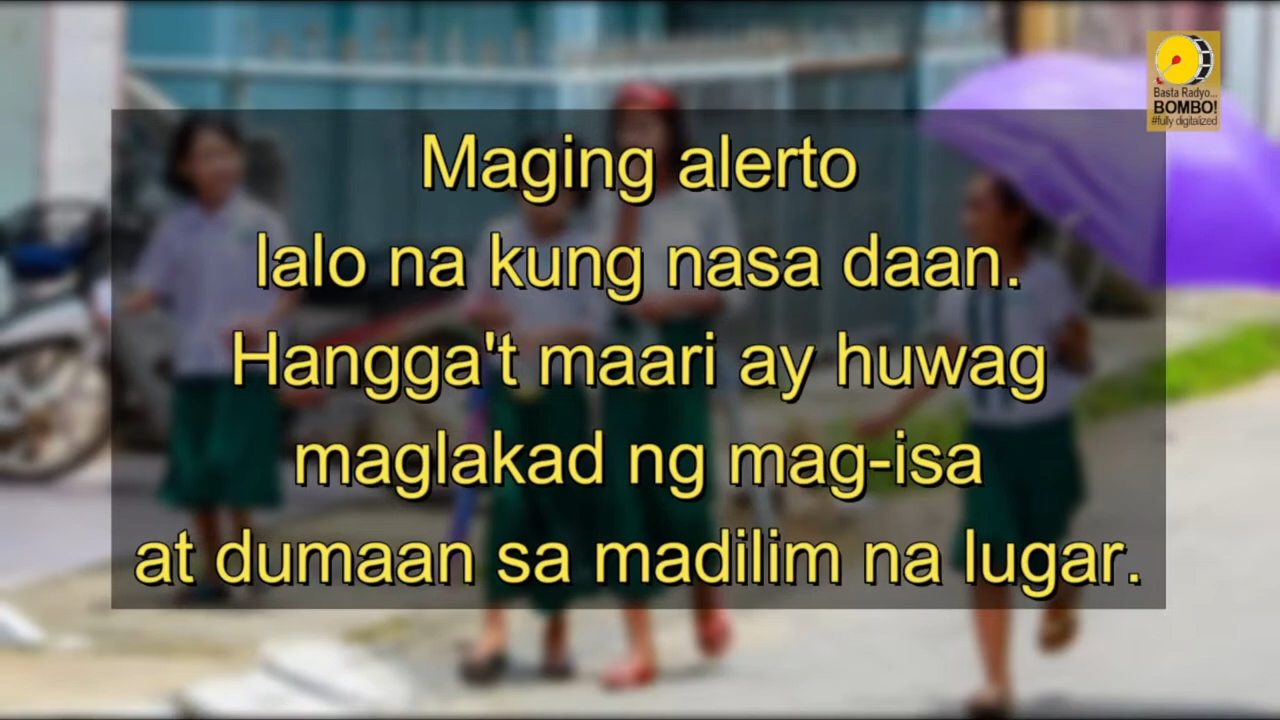 Basta Radyo...
BOMBO!
#fully digitalized
Maging alerto
lalo na kung nasa daan.
Hangga't maari ay huwag
maglakad ng mag-isa
at dumaan sa madilim na lugar.